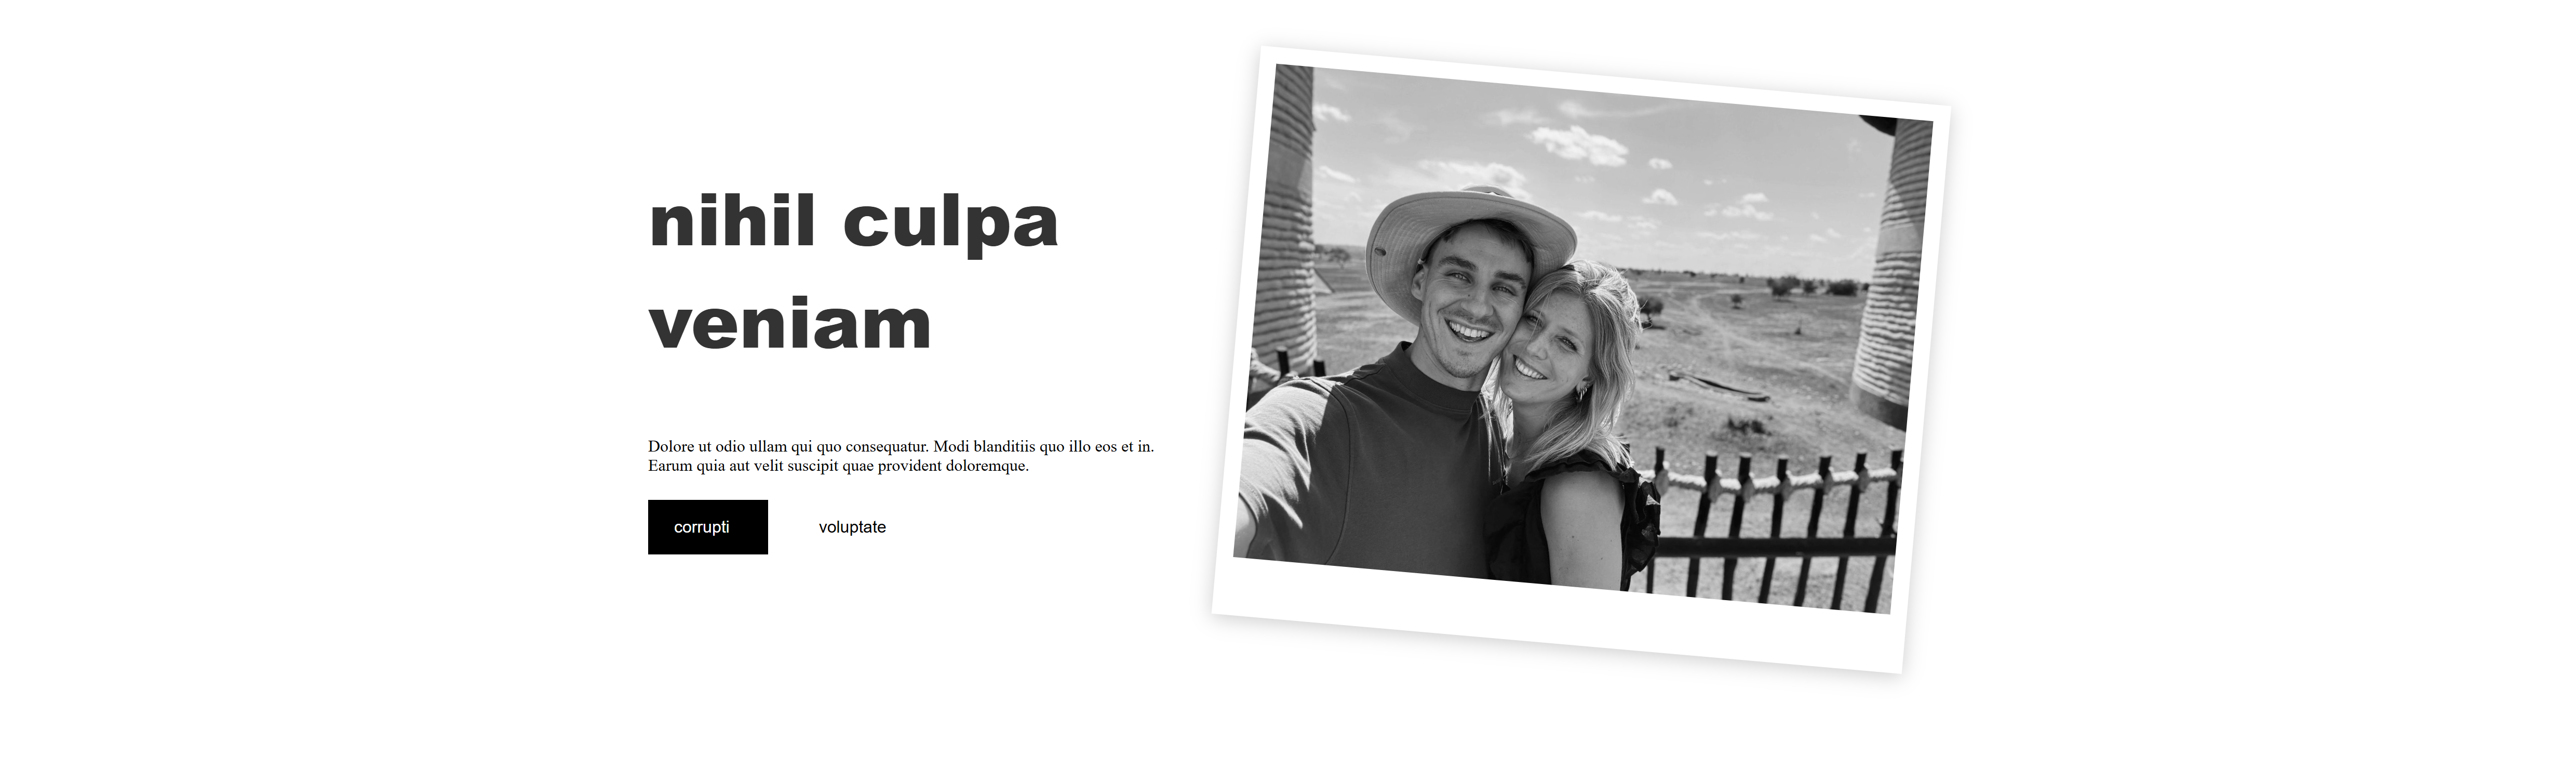 nihil culpa
veniam
Dolore ut odio ullam qui quo consequatur. Modi blanditiis quo illo eos et in.
Earum quia aut velit suscipit quae provident doloremque.
corrupti
voluptate